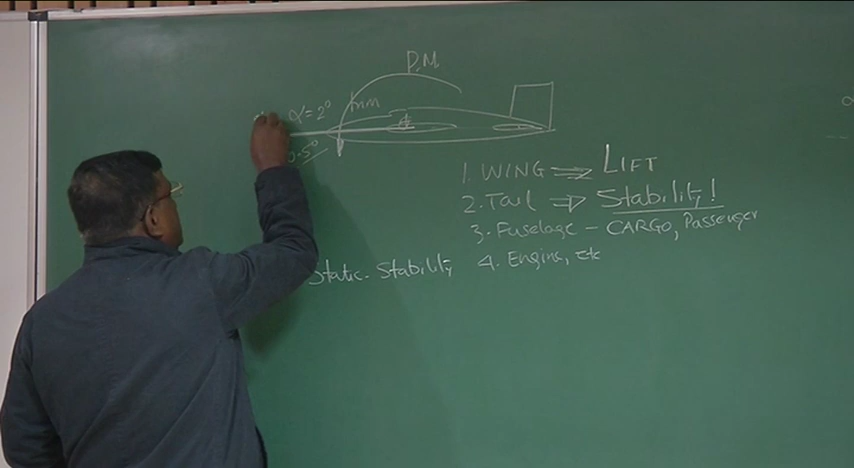 P.M.
α = 2°
mm
0.5°
1. WING ⇒ LIFT
2. Tail ⇒ Stability!
3. Fuselage - CARGO, Passenger
Static Stability
4. Engine, etc